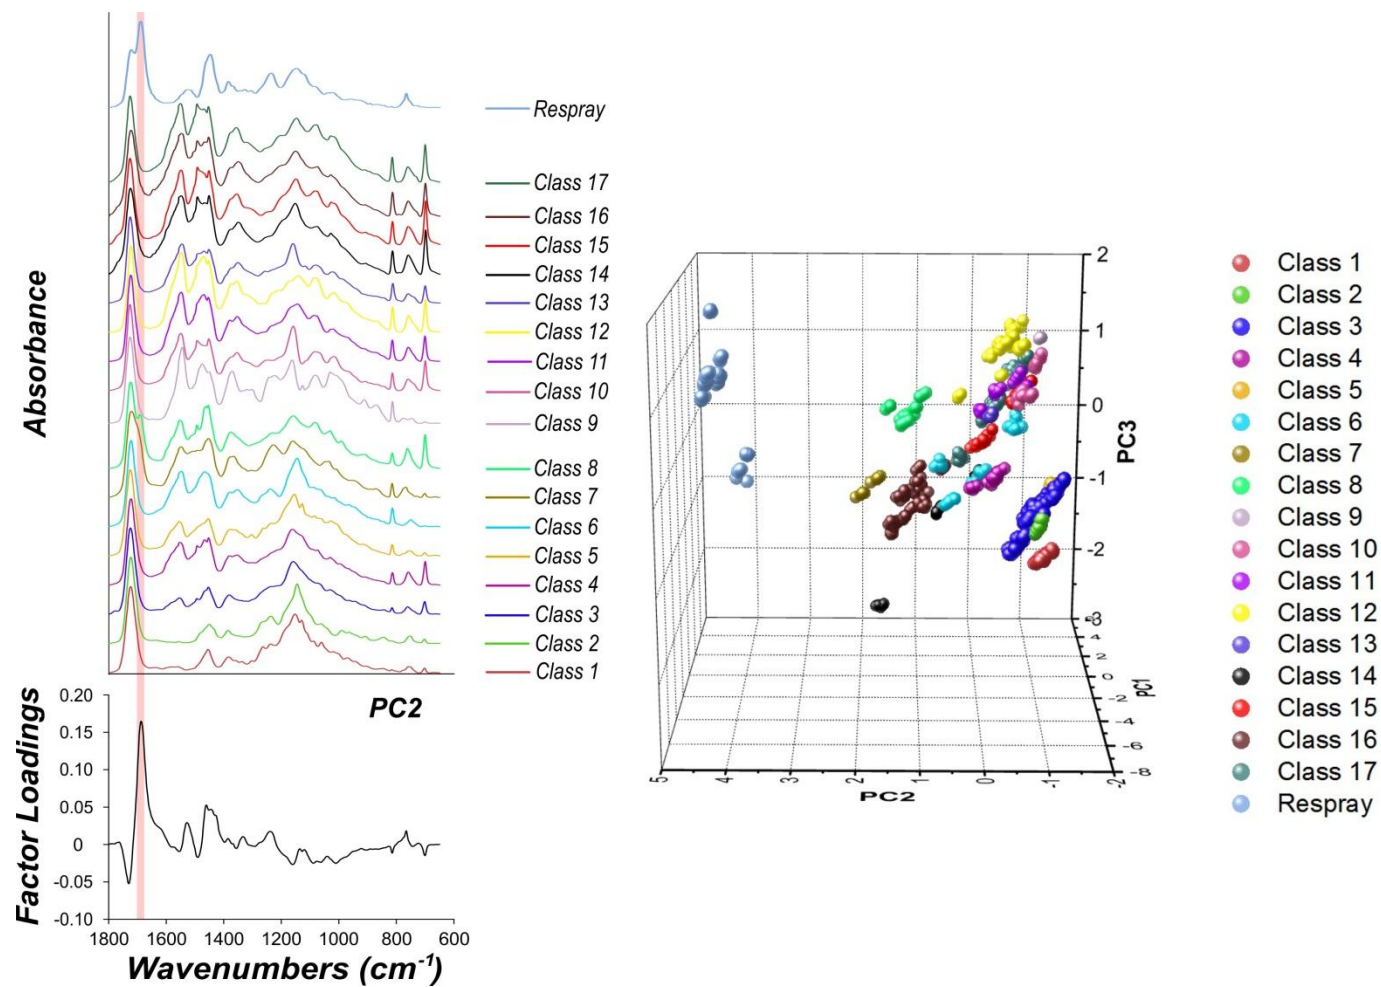 Absorbance
Respray
Class 17
Class 16
Class 15
Class 14
Class 13
Class 12
Class 11
Class 10
Class 9
Class 8
Class 7
Class 6
Class 5
Class 4
Class 3
Class 2
Class 1
Factor Loadings
PC2
0.20
0.15
0.10
0.05
0
-0.05
-0.10
1800 1600 1400 1200 1000 800 600
Wavenumbers (cm-1)
2
1
0
-1
-2
-3
PC3
4
2
0
-2
-4
-6
-8
PC1
5 4 3 2 1 0 -1 -2
PC2
Class 1
Class 2
Class 3
Class 4
Class 5
Class 6
Class 7
Class 8
Class 9
Class 10
Class 11
Class 12
Class 13
Class 14
Class 15
Class 16
Class 17
Respray